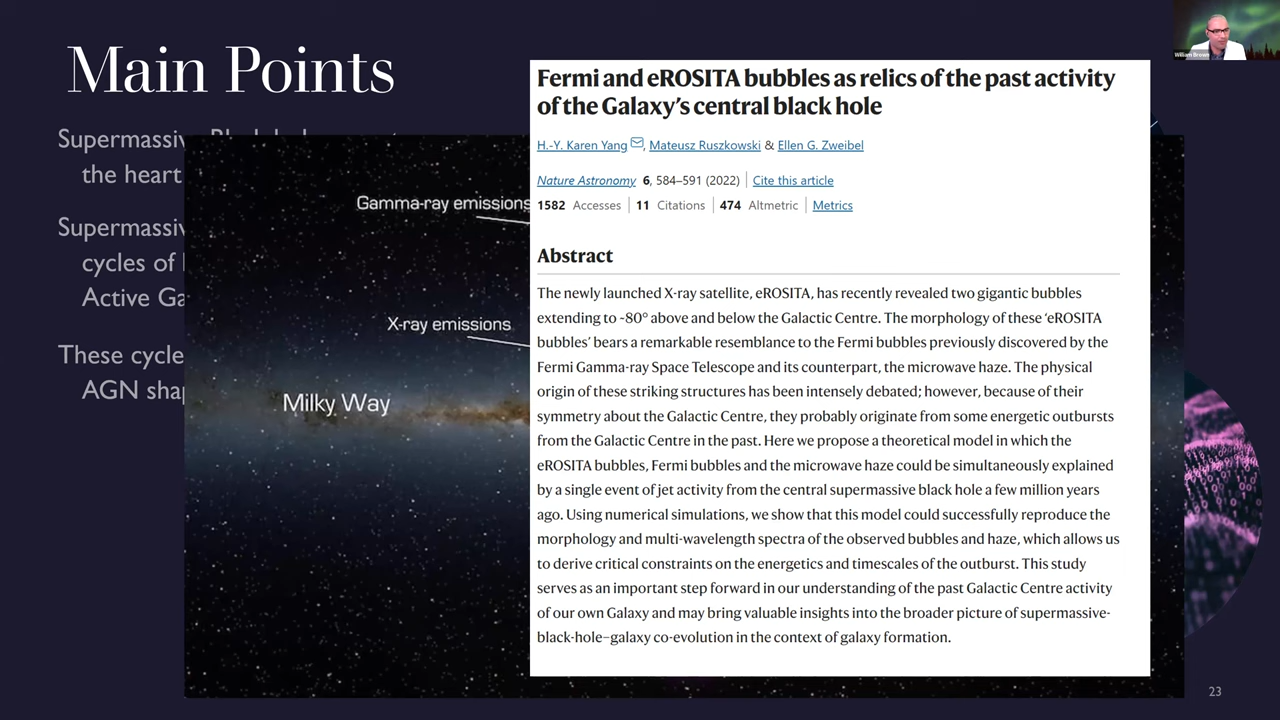 Main Points
Supermassiv
the heart
Supermassiv
cycles of
Active Ga
These cycle
AGN sha
Gamma-ray emissions
X-ray emissions
Milky Way
Fermi and eROSITA bubbles as relics of the past activity
of the Galaxy's central black hole
H.-Y. Karen Yang, Mateusz Ruszkowski & Ellen G. Zweibel
Nature Astronomy 6, 584–591 (2022) | Cite this article
1582 Accesses | 11 Citations | 474 Altmetric | Metrics
Abstract
The newly launched X-ray satellite, eROSITA, has recently revealed two gigantic bubbles
extending to ~80° above and below the Galactic Centre. The morphology of these ‘eROSITA
bubbles’ bears a remarkable resemblance to the Fermi bubbles previously discovered by the
Fermi Gamma-ray Space Telescope and its counterpart, the microwave haze. The physical
origin of these striking structures has been intensely debated; however, because of their
symmetry about the Galactic Centre, they probably originate from some energetic outbursts
from the Galactic Centre in the past. Here we propose a theoretical model in which the
eROSITA bubbles, Fermi bubbles and the microwave haze could be simultaneously explained
by a single event of jet activity from the central supermassive black hole a few million years
ago. Using numerical simulations, we show that this model could successfully reproduce the
morphology and multi-wavelength spectra of the observed bubbles and haze, which allows us
to derive critical constraints on the energetics and timescales of the outburst. This study
serves as an important step forward in our understanding of the past Galactic Centre activity
of our own Galaxy and may bring valuable insights into the broader picture of supermassive-
black-hole–galaxy co-evolution in the context of galaxy formation.
William Brown
23